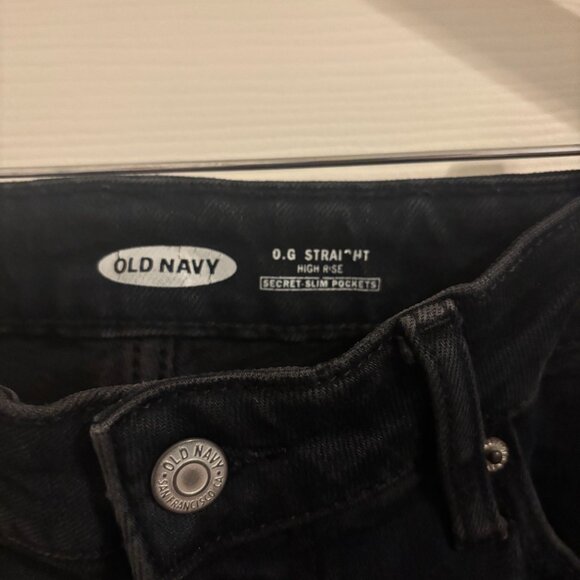 OLD NAVY
O.G STRAIGHT
HIGH RISE
SECRET-SLIM POCKETS
OLD NAVY
SAN FRANCISCO CA